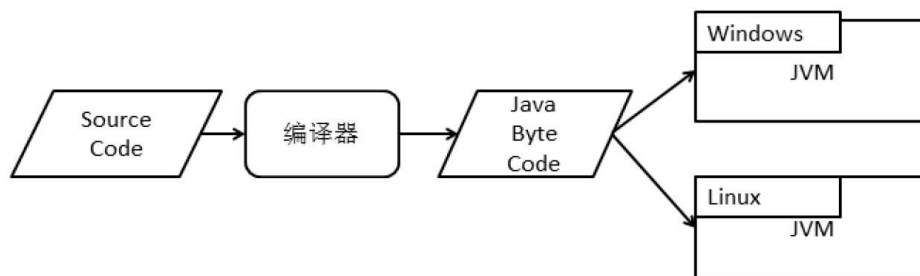 Source
Code
编译器
Java
Byte
Code
Windows
JVM
Linux
JVM